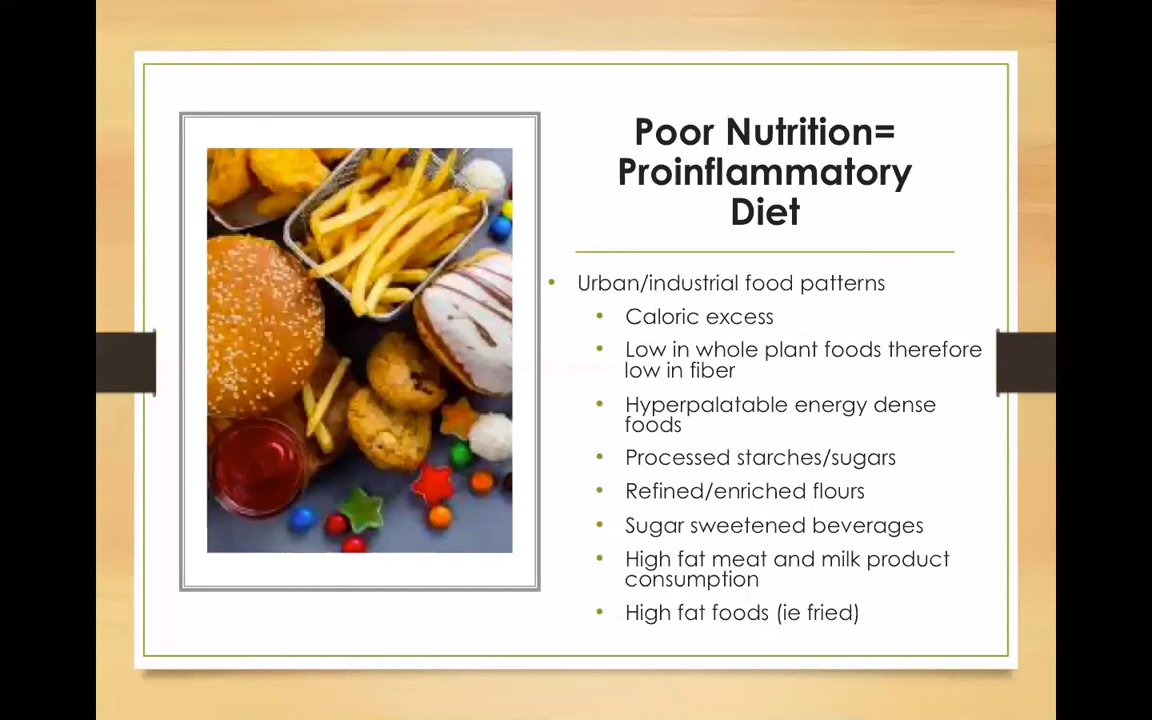 Poor Nutrition=
Proinflammatory
Diet
• Urban/industrial food patterns
• Caloric excess
• Low in whole plant foods therefore
low in fiber
• Hyperpalatable energy dense
foods
• Processed starches/sugars
• Refined/enriched flours
• Sugar sweetened beverages
• High fat meat and milk product
consumption
• High fat foods (ie fried)